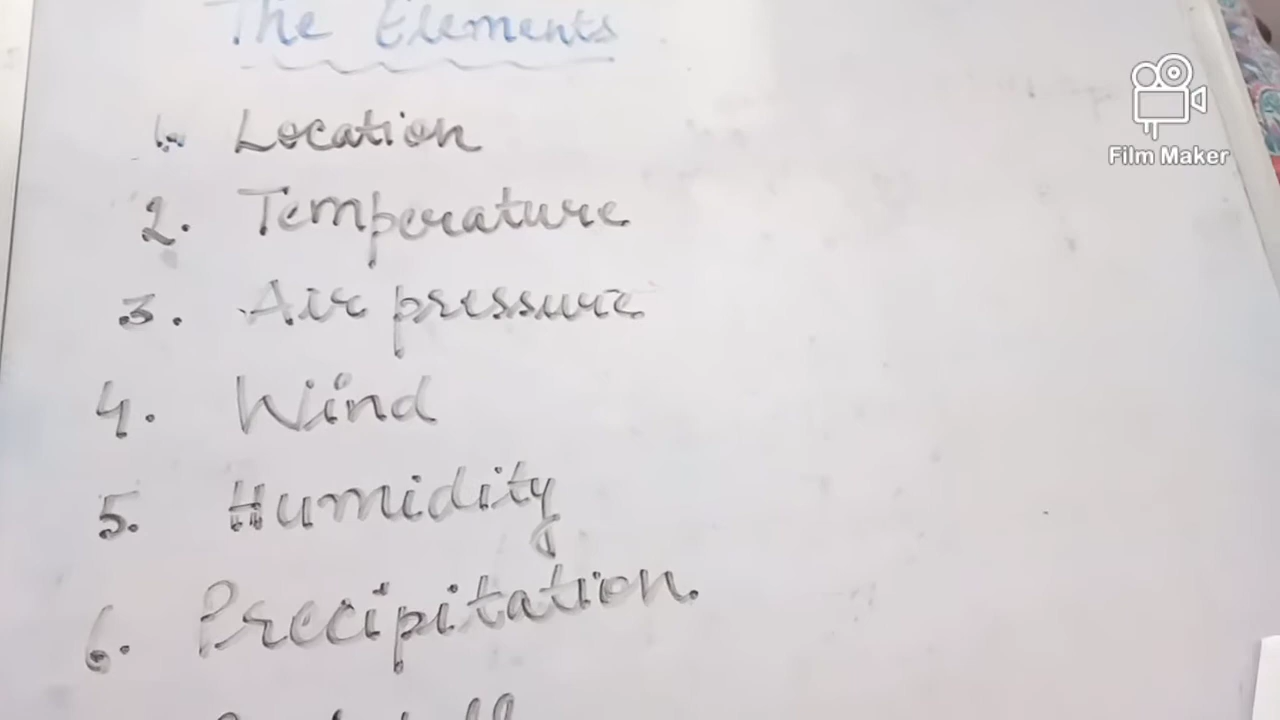 The Elements
1. Location
2. Temperature
3. Air pressure
4. Wind
5. Humidity
6. Precipitation.
Film Maker